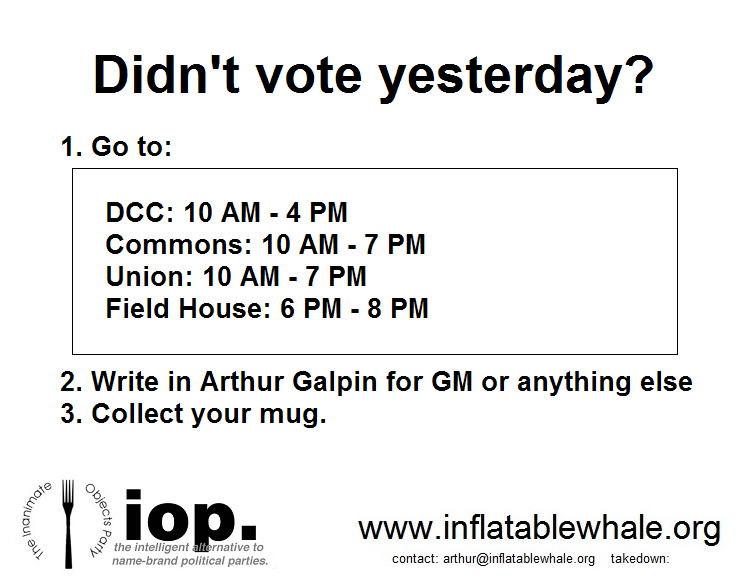 Didn't vote yesterday?
1. Go to:
DCC: 10 AM - 4 PM
Commons: 10 AM - 7 PM
Union: 10 AM - 7 PM
Field House: 6 PM - 8 PM
2. Write in Arthur Galpin for GM or anything else
3. Collect your mug.
The Inanimate
Objects Party
iop.
the intelligent alternative to
name-brand political parties.
www.inflatablewhale.org
contact: arthur@inflatablewhale.org takedown: